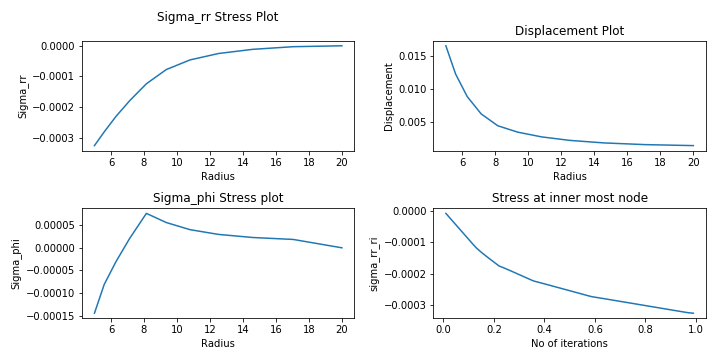 Sigma_rr Stress Plot
0.0000
−0.0001
−0.0002
−0.0003
Sigma_rr
6 8 10 12 14 16 18 20
Radius
Displacement Plot
0.015
0.010
0.005
Displacement
6 8 10 12 14 16 18 20
Radius
Sigma_phi Stress plot
0.00005
0.00000
−0.00005
−0.00010
−0.00015
Sigma_phi
6 8 10 12 14 16 18 20
Radius
Stress at inner most node
0.0000
−0.0001
−0.0002
−0.0003
sigma_rr_ri
0.0 0.2 0.4 0.6 0.8 1.0
No of iterations